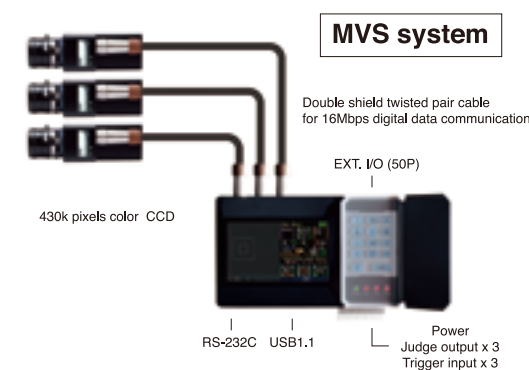 MVS system
Double shield twisted pair cable
for 16Mbps digital data communication
EXT. I/O (50P)
430k pixels color CCD
RS-232C USB1.1
Power
Judge output x 3
Trigger input x 3